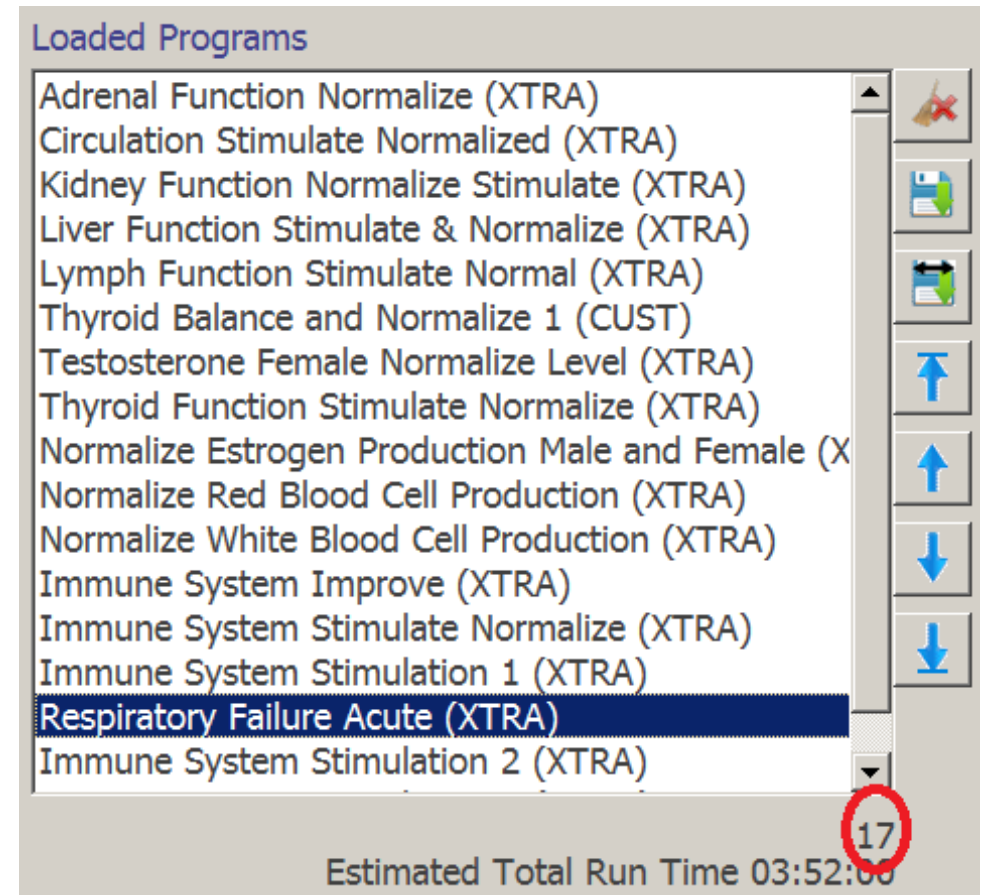 Loaded Programs
Adrenal Function Normalize (XTRA)
Circulation Stimulate Normalized (XTRA)
Kidney Function Normalize Stimulate (XTRA)
Liver Function Stimulate & Normalize (XTRA)
Lymph Function Stimulate Normal (XTRA)
Thyroid Balance and Normalize 1 (CUST)
Testosterone Female Normalize Level (XTRA)
Thyroid Function Stimulate Normalize (XTRA)
Normalize Estrogen Production Male and Female (X
Normalize Red Blood Cell Production (XTRA)
Normalize White Blood Cell Production (XTRA)
Immune System Improve (XTRA)
Immune System Stimulate Normalize (XTRA)
Immune System Stimulation 1 (XTRA)
Respiratory Failure Acute (XTRA)
Immune System Stimulation 2 (XTRA)
17
Estimated Total Run Time 03:52:00